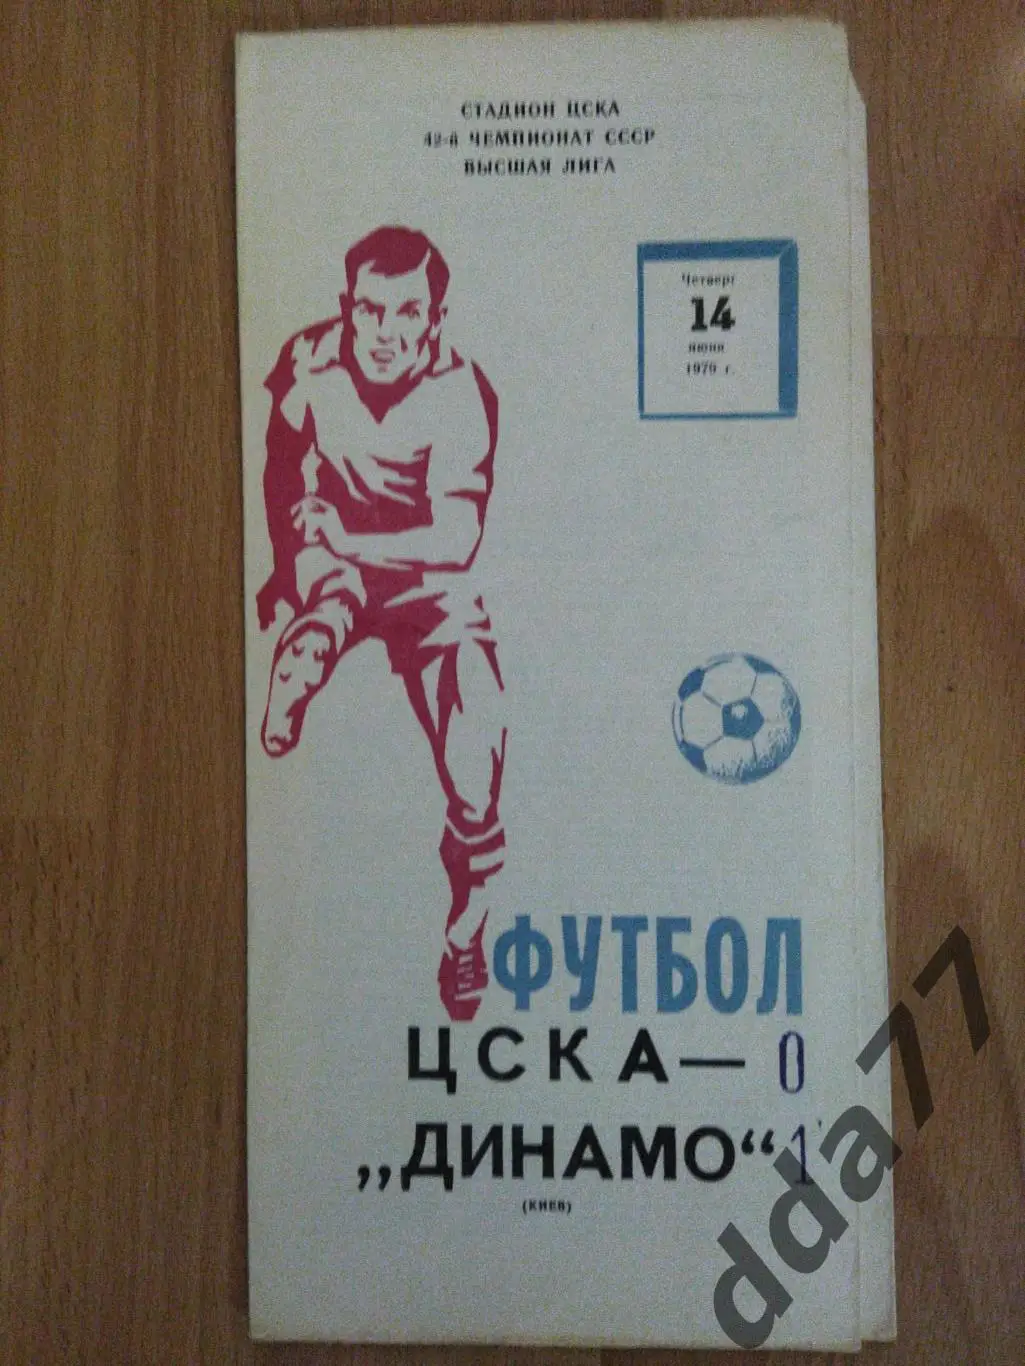 СТАДИОН ЦСКА
42-й ЧЕМПИОНАТ СССР
ВЫСШАЯ ЛИГА
Четверг
14
июня
1979 г.
ФУТБОЛ
ЦСКА— 0
„ДИНАМО“ 1
(КИЕВ)
dda77